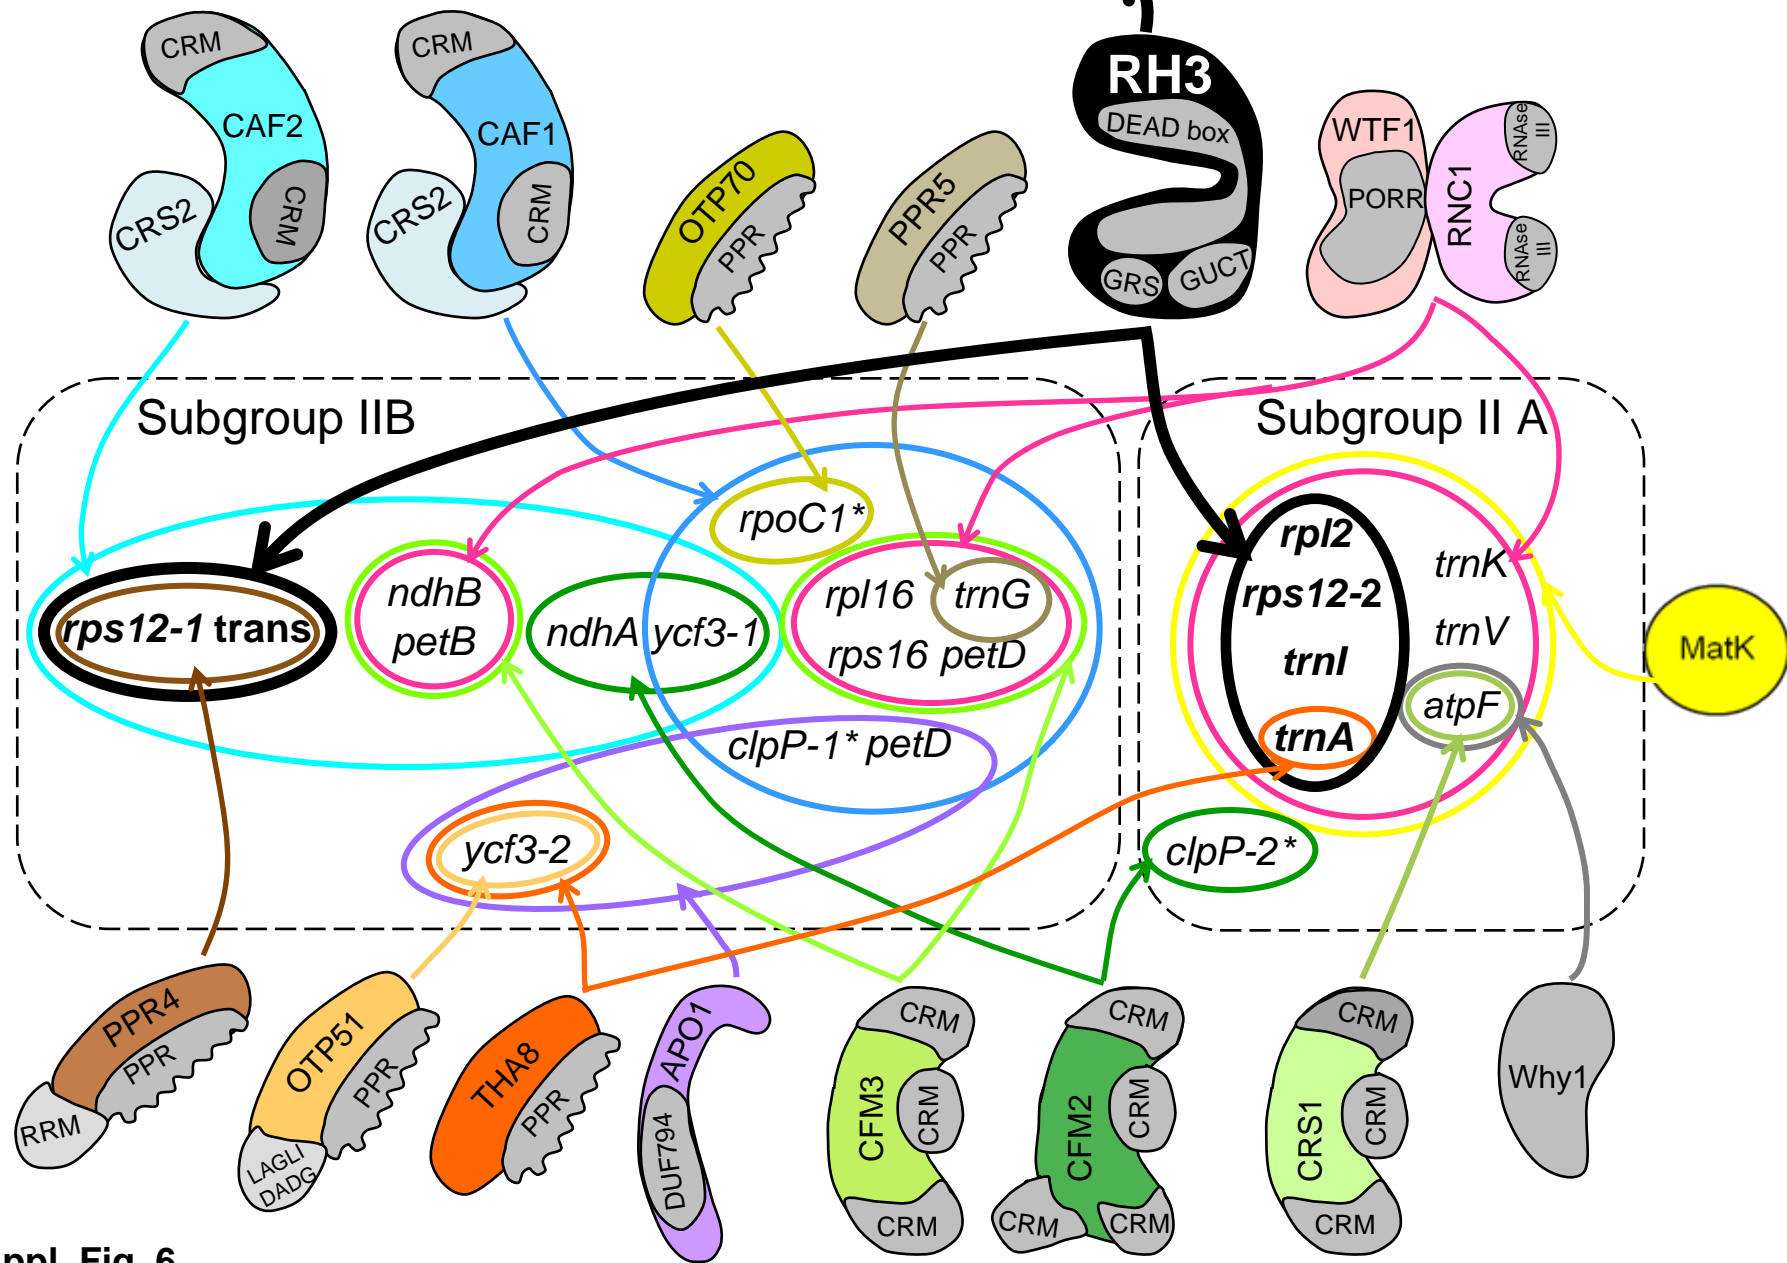 CRM
CAF2
CRM
CRS2
CRM
CAF1
CRM
CRS2
OTP70
PPR
PPR5
PPR
RH3
DEAD box
GRS
GUCT
WTF1
PORR
RNC1
RNAse
III
RNAse
III
Subgroup IIB
Subgroup II A
rps12-1 trans
ndhB
petB
ndhA ycf3-1
rpoC1*
rpl16 trnG
rps16 petD
clpP-1* petD
ycf3-2
rpl2
rps12-2
trnI
trnA
trnK
trnV
atpF
clpP-2*
MatK
PPR4
PPR
RRM
OTP51
PPR
LAGLI
DADG
THA8
PPR
APO1
DUF794
CRM
CFM3
CRM
CRM
CRM
CFM2
CRM
CRM
CRM
CRM
CRS1
CRM
CRM
Why1
Fig. 6